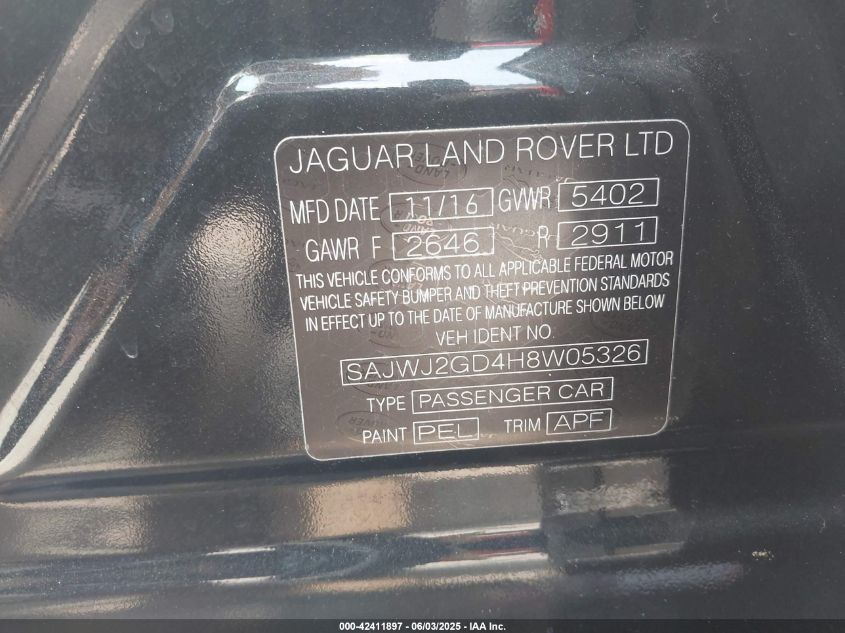 JAGUAR LAND ROVER LTD
MFD DATE 11/16 GVWR 5402
GAWR F 2646 R 2911
THIS VEHICLE CONFORMS TO ALL APPLICABLE FEDERAL MOTOR
VEHICLE SAFETY BUMPER AND THEFT PREVENTION STANDARDS
IN EFFECT UP TO THE DATE OF MANUFACTURE SHOWN BELOW
VEH IDENT NO.
SAJWJ2GD4H8W05326
TYPE PASSENGER CAR
PAINT PEL TRIM APF
000-42411897 - 06/03/2025 - IAA Inc.